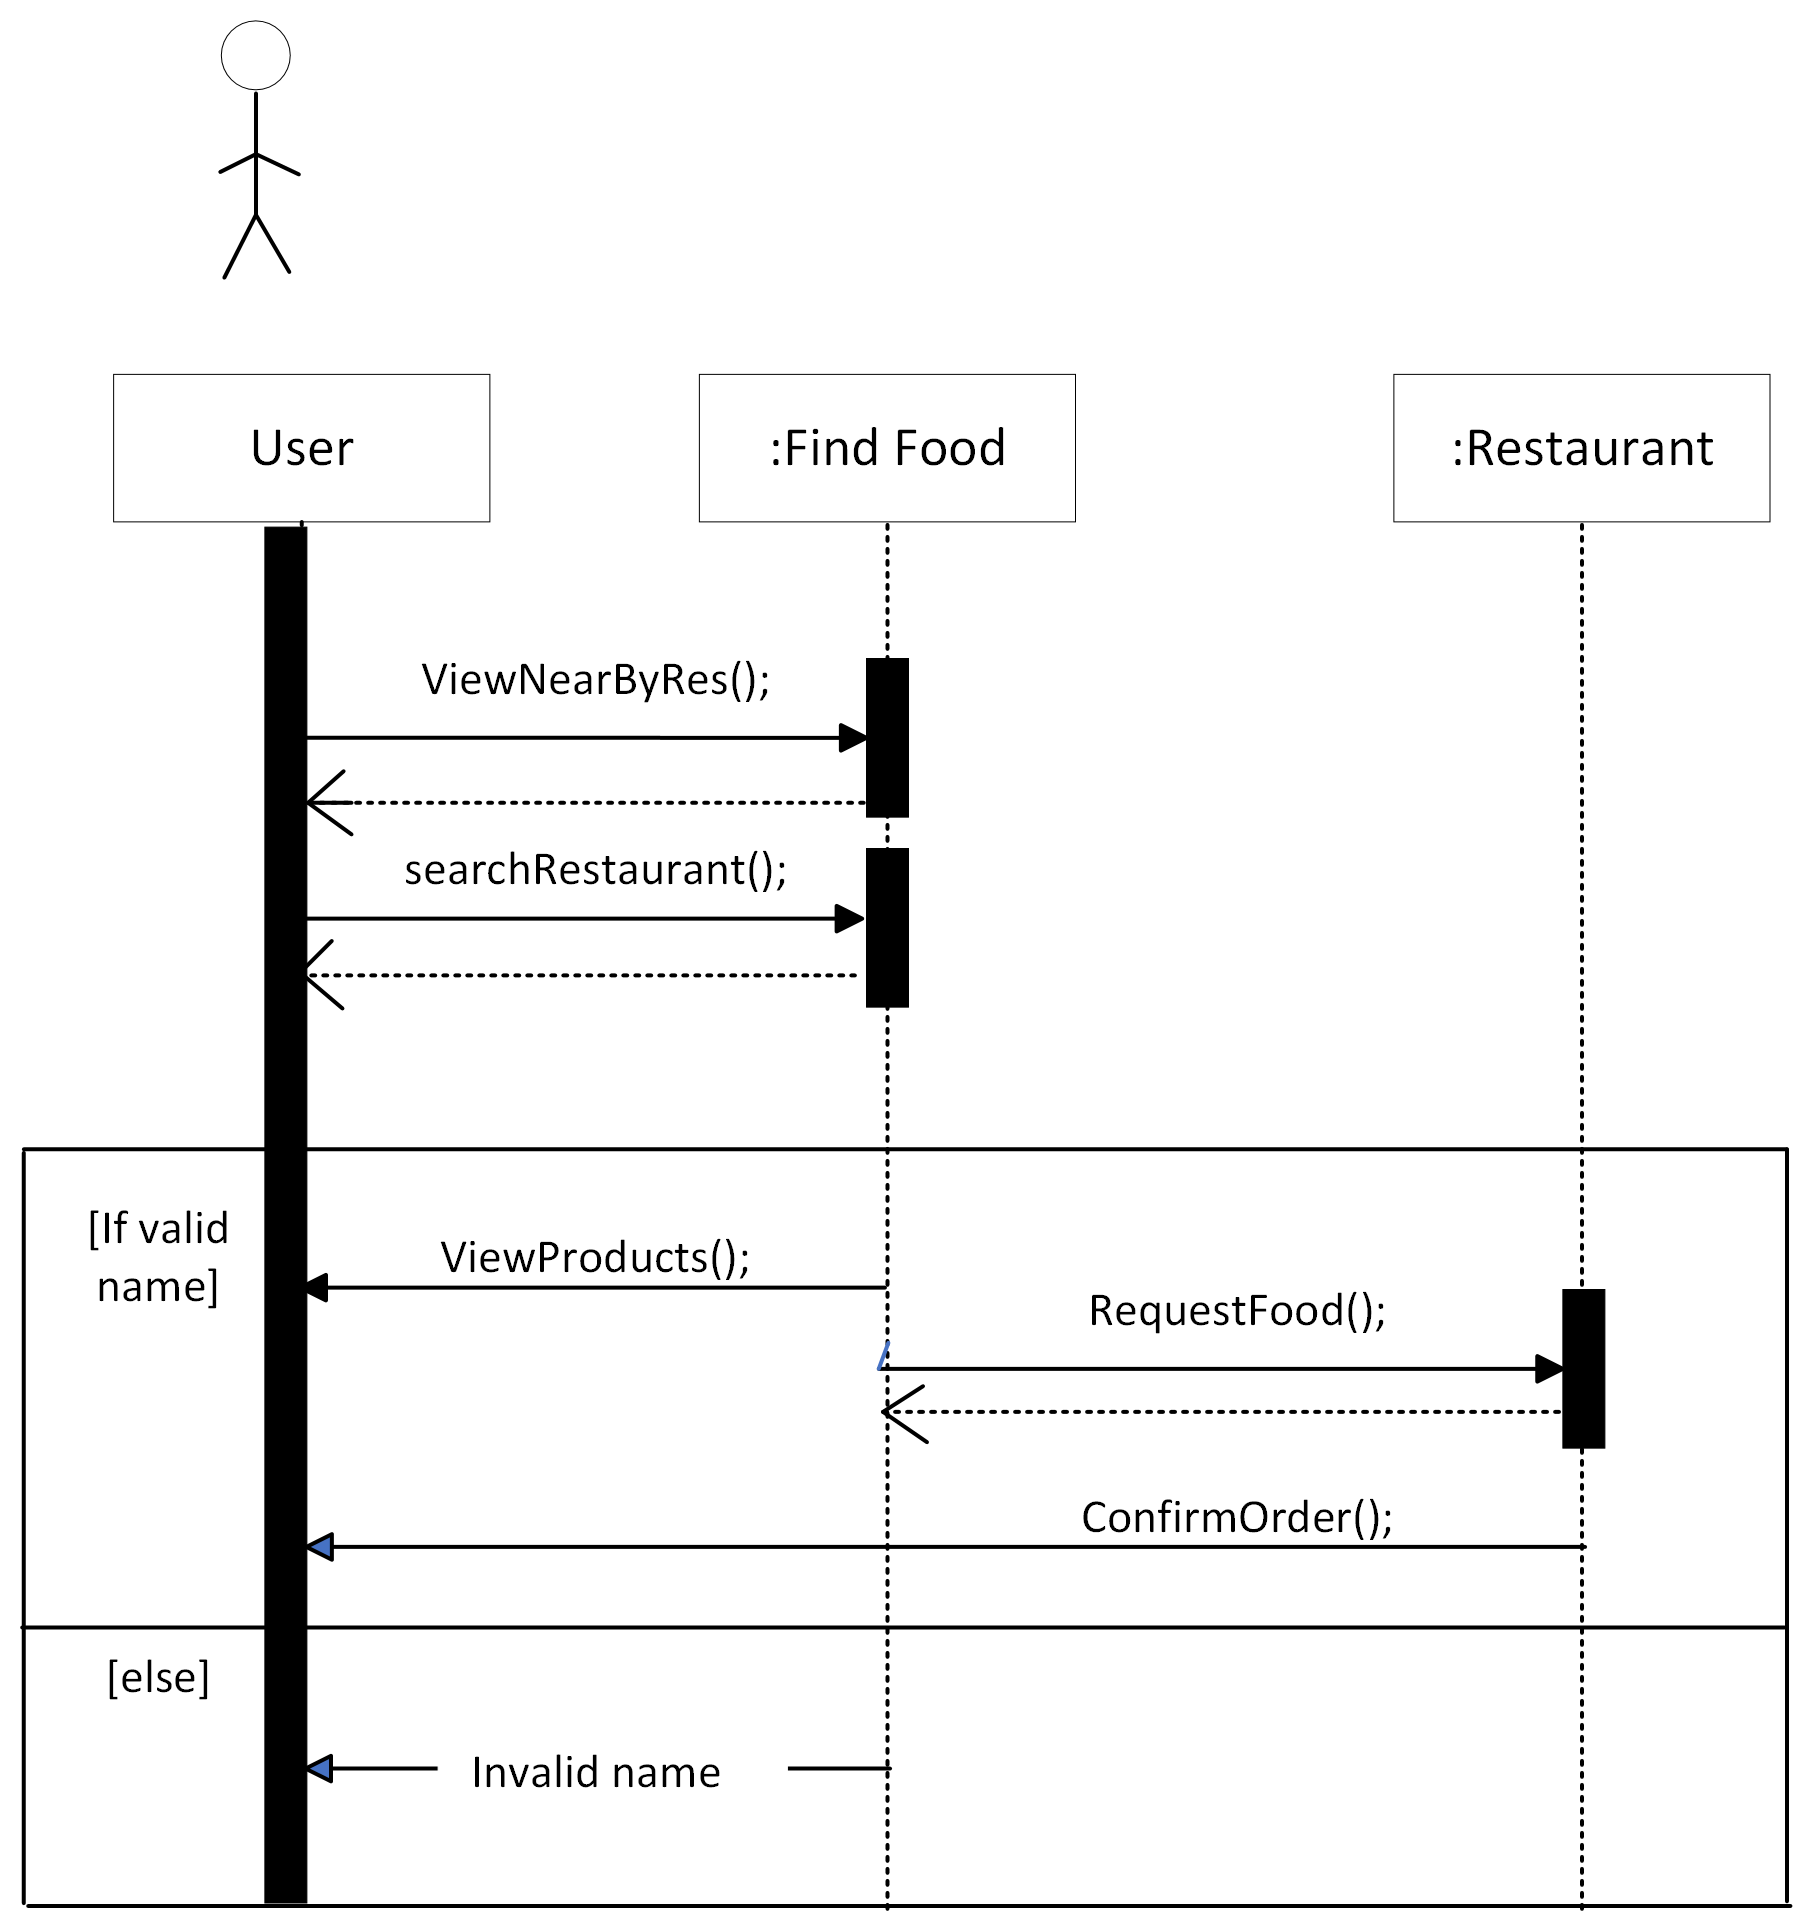 User
:Find Food
:Restaurant
ViewNearByRes();
searchRestaurant();
[If valid
name]
ViewProducts();
RequestFood();
ConfirmOrder();
[else]
Invalid name